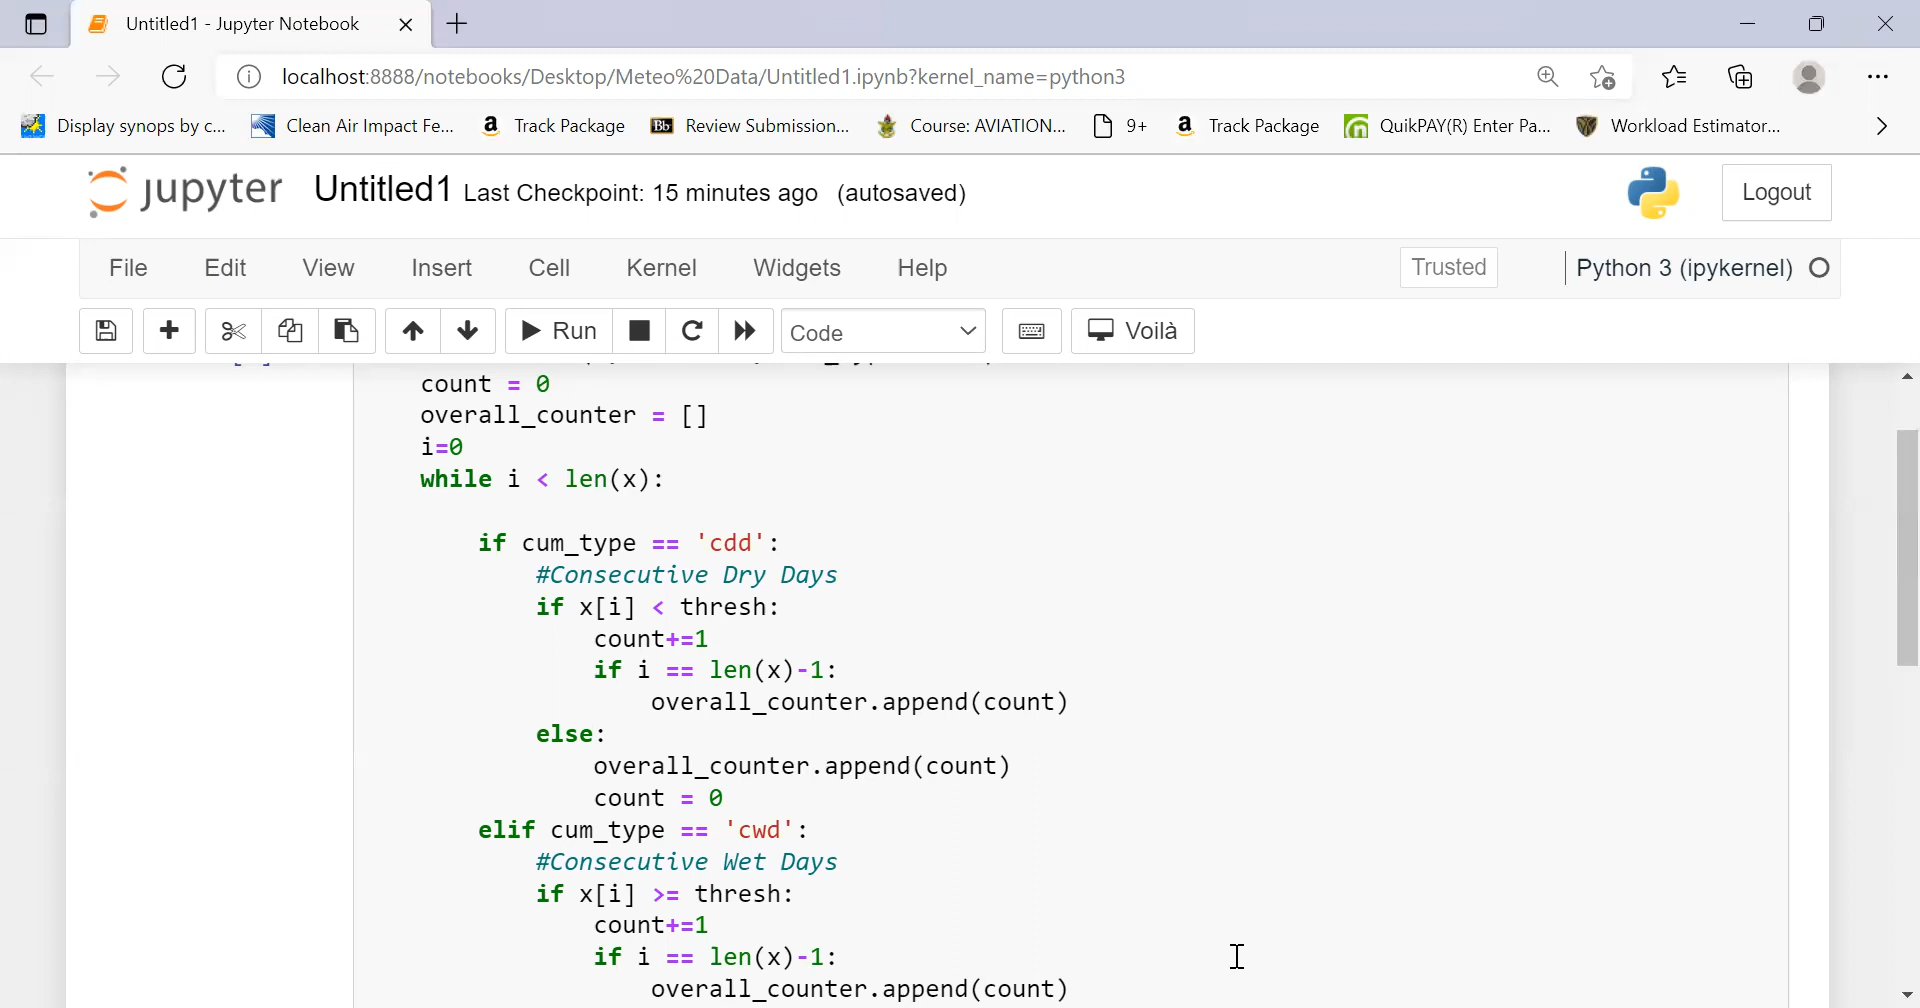 Untitled1 - Jupyter Notebook
localhost:8888/notebooks/Desktop/Meteo%20Data/Untitled1.ipynb?kernel_name=python3
Display synops by c... Clean Air Impact Fe... Track Package Review Submission... Course: AVIATION... 9+ Track Package QuikPAY(R) Enter Pa... Workload Estimator...
jupyter Untitled1 Last Checkpoint: 15 minutes ago (autosaved) Logout
File Edit View Insert Cell Kernel Widgets Help Trusted Python 3 (ipykernel)
Run Code Voilà
count = 0
overall_counter = []
i=0
while i < len(x):
if cum_type == 'cdd':
#Consecutive Dry Days
if x[i] < thresh:
count+=1
if i == len(x)-1:
overall_counter.append(count)
else:
overall_counter.append(count)
count = 0
elif cum_type == 'cwd':
#Consecutive Wet Days
if x[i] >= thresh:
count+=1
if i == len(x)-1:
overall_counter.append(count)